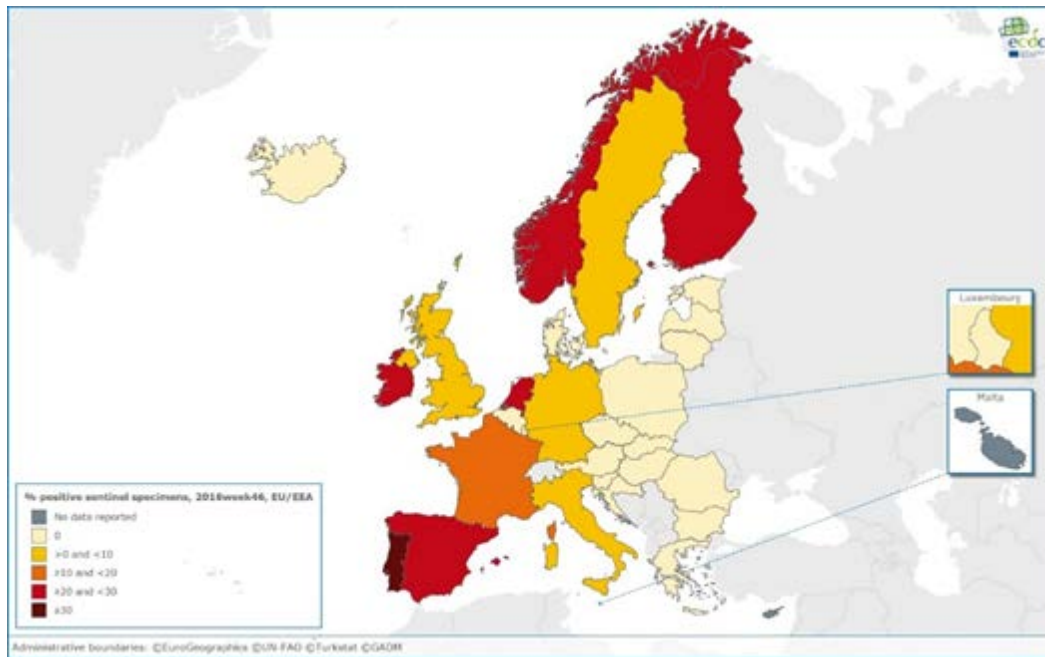 ecdc
Luxembourg
Malta
% positive sentinel specimens, 2016week46, EU/EEA
No data reported
0
>0 and <10
≥10 and <20
≥20 and <30
≥30
Administrative boundaries: ©EuroGeographics ©UN-FAO ©Turkstat ©GADM